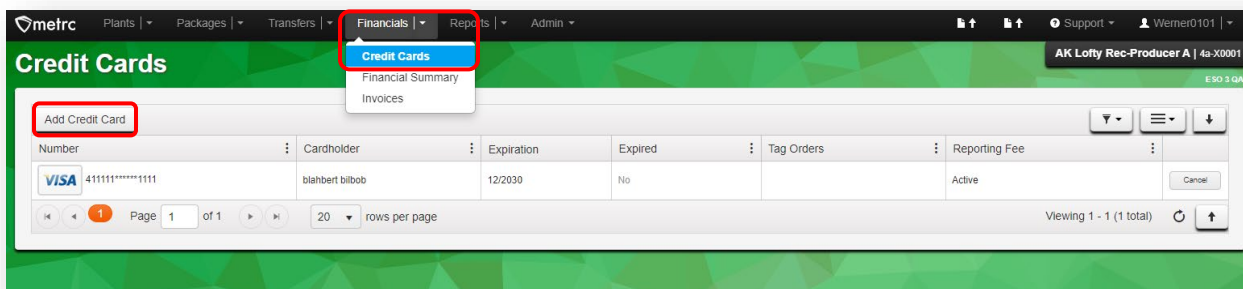 metrc Plants | Packages | Transfers | Financials | Reports | Admin Support Werner0101 |
Credit Cards
AK Lofty Rec-Producer A | 4a-X0001
Credit Cards
ESO 3 QA
Financial Summary
Invoices
Add Credit Card
Number Cardholder Expiration Expired Tag Orders Reporting Fee
VISA 411111******1111 blahbert bilbob 12/2030 No Active Cancel
1 Page 1 of 1 20 rows per page Viewing 1 - 1 (1 total)